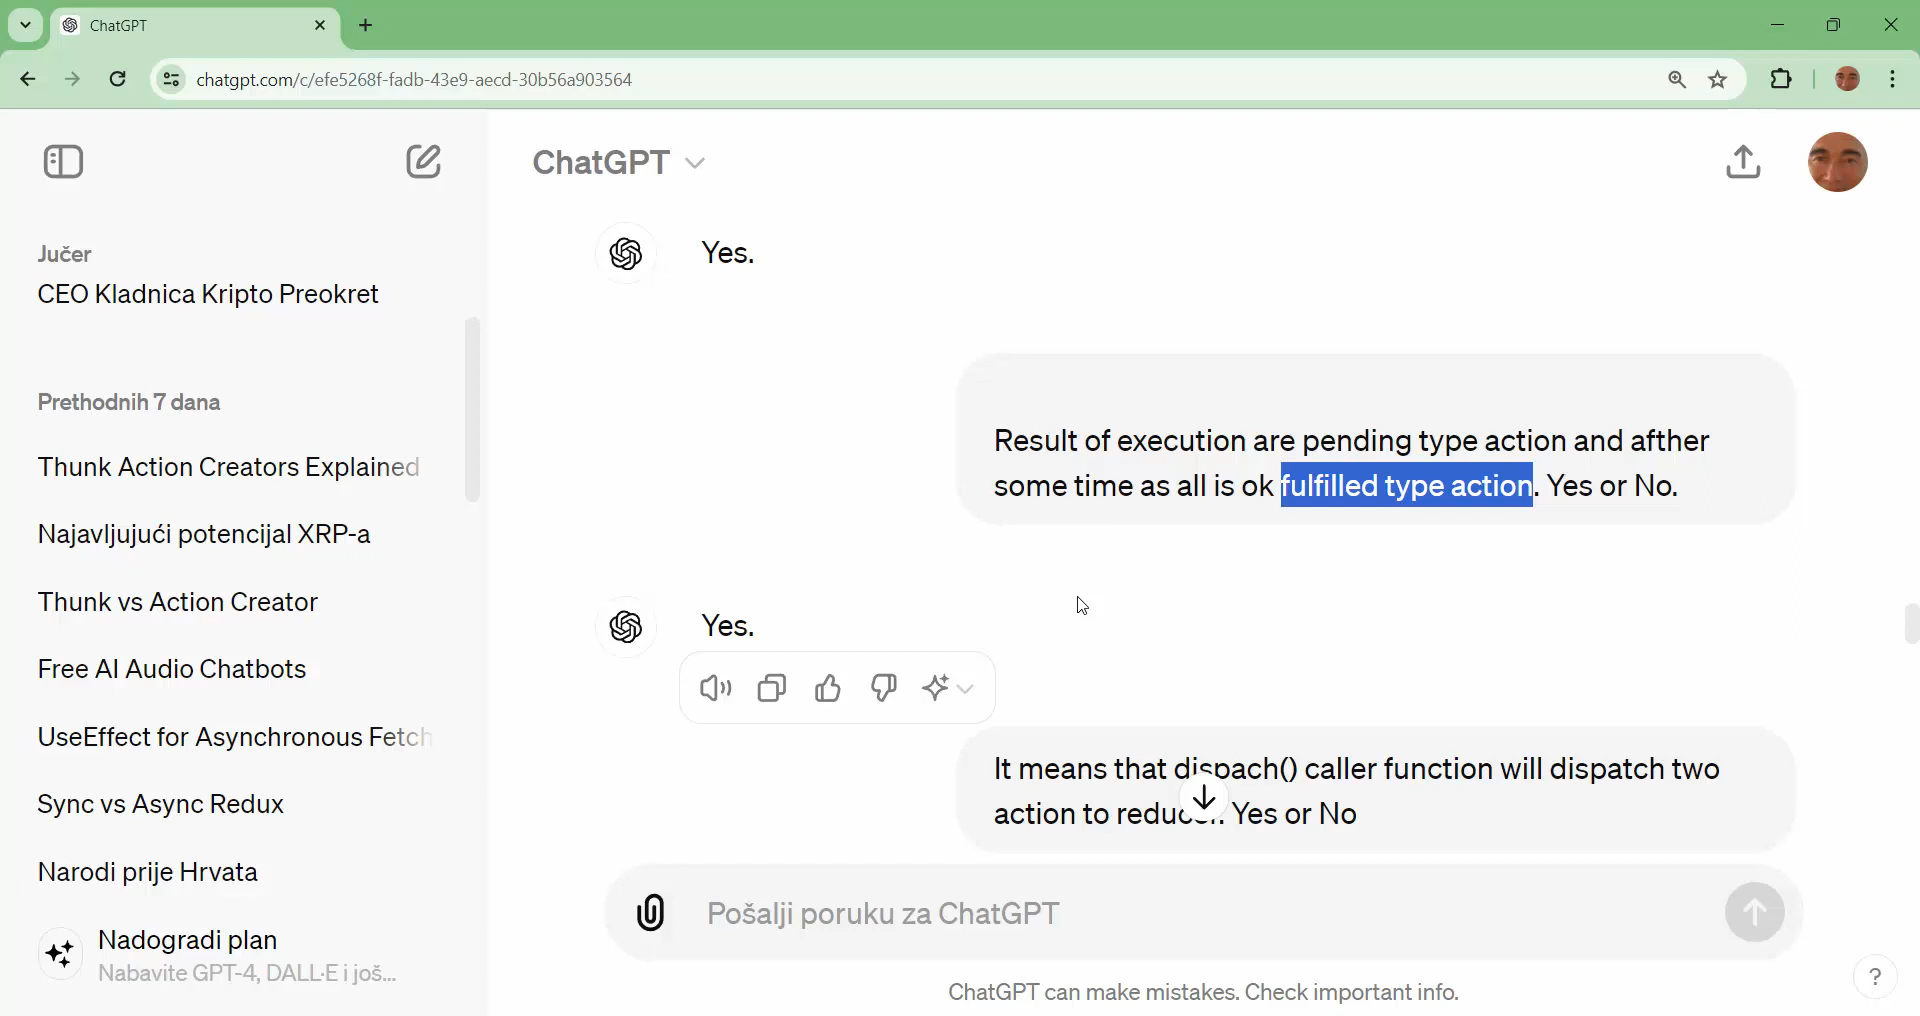 ChatGPT
chatgpt.com/c/efe5268f-fadb-43e9-aecd-30b56a903564
Jučer
CEO Kladnica Kripto Preokret
Prethodnih 7 dana
Thunk Action Creators Explained
Najavljujući potencijal XRP-a
Thunk vs Action Creator
Free AI Audio Chatbots
UseEffect for Asynchronous Fetch
Sync vs Async Redux
Narodi prije Hrvata
Nadogradi plan
Nabavite GPT-4, DALL·E i još...
ChatGPT
Yes.
Result of execution are pending type action and afther
some time as all is ok fulfilled type action. Yes or No.
Yes.
It means that dispach() caller function will dispatch two
action to Yes or No
Pošalji poruku za ChatGPT
ChatGPT can make mistakes. Check important info.
?